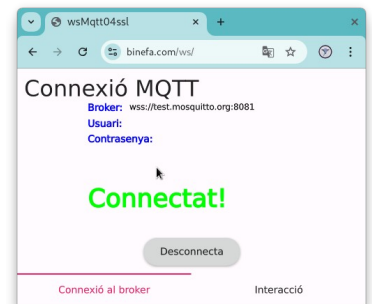 wsMqtt04ssl
binefa.com/ws/
Connexió MQTT
Broker: wss://test.mosquitto.org:8081
Usuari:
Contrasenya:
Connectat!
Desconnecta
Connexió al broker Interacció